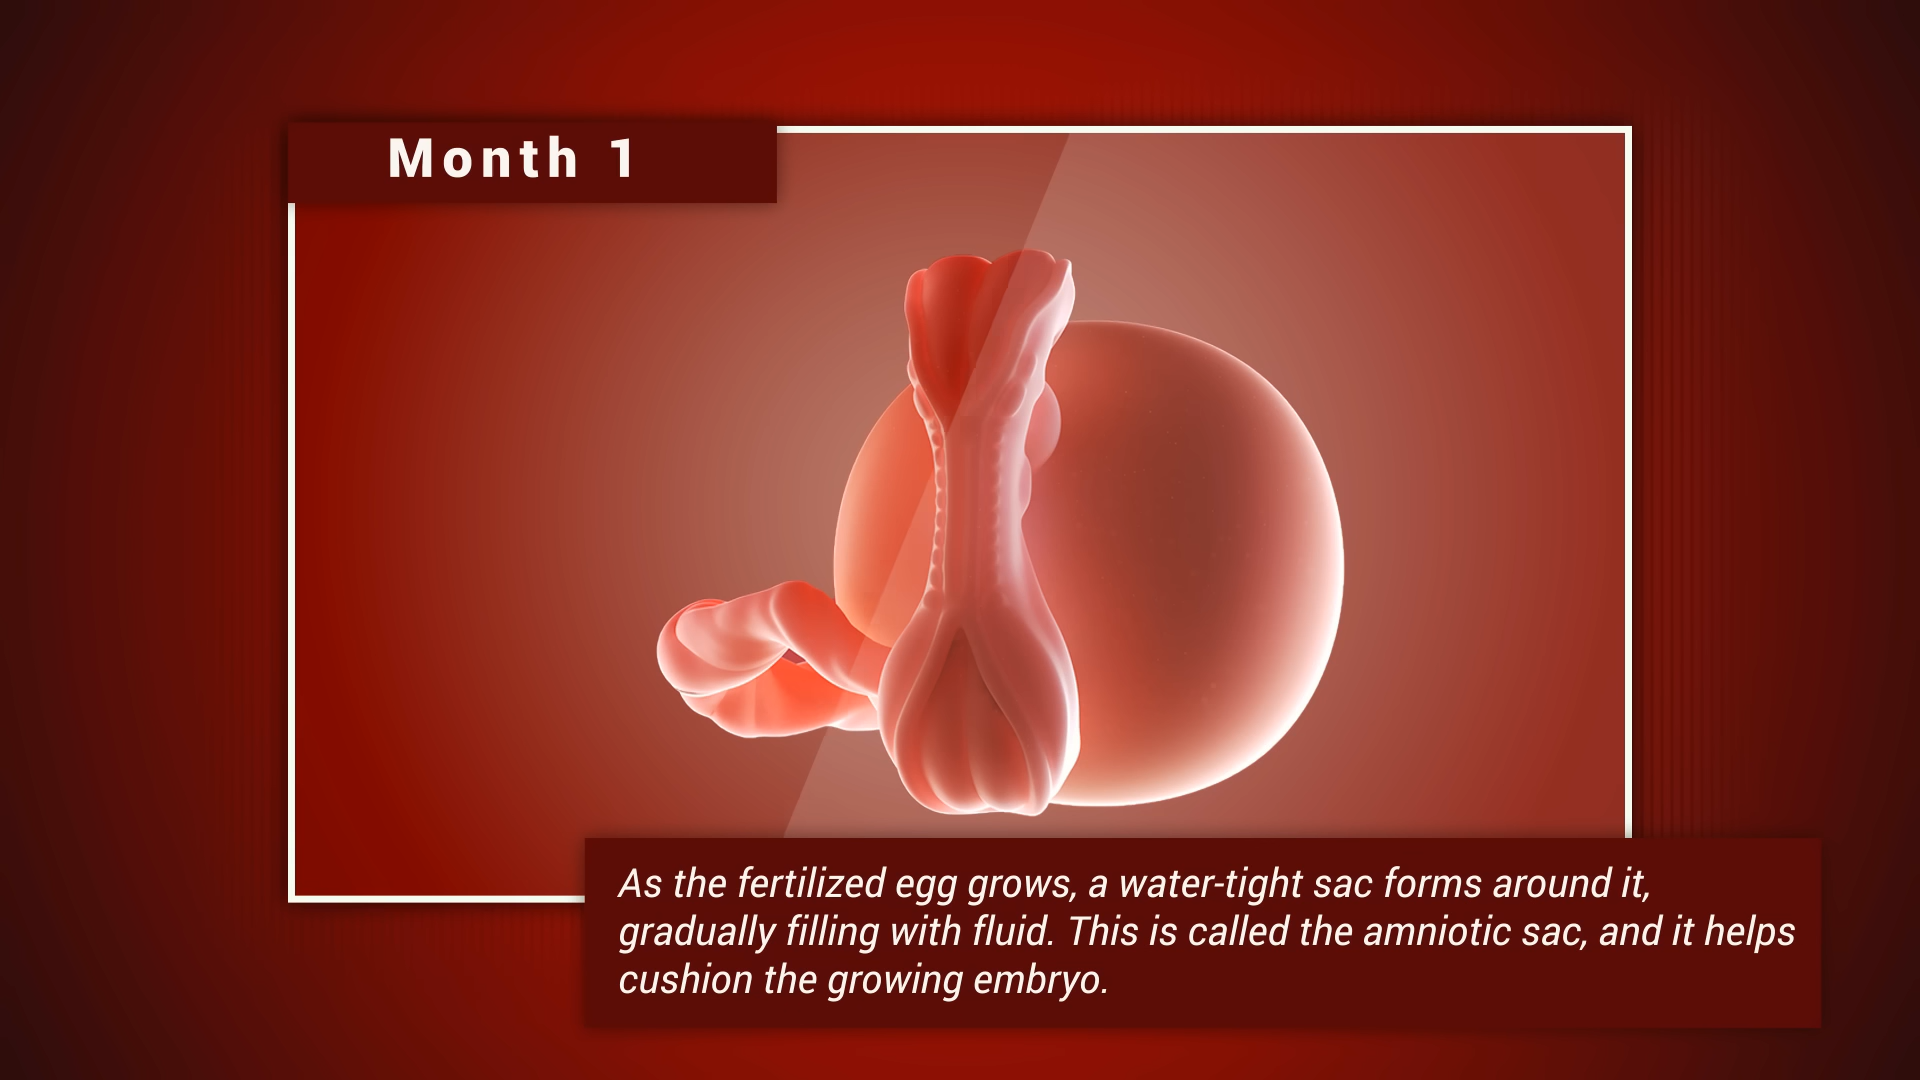 Month 1
As the fertilized egg grows, a water-tight sac forms around it,
gradually filling with fluid. This is called the amniotic sac, and it helps
cushion the growing embryo.